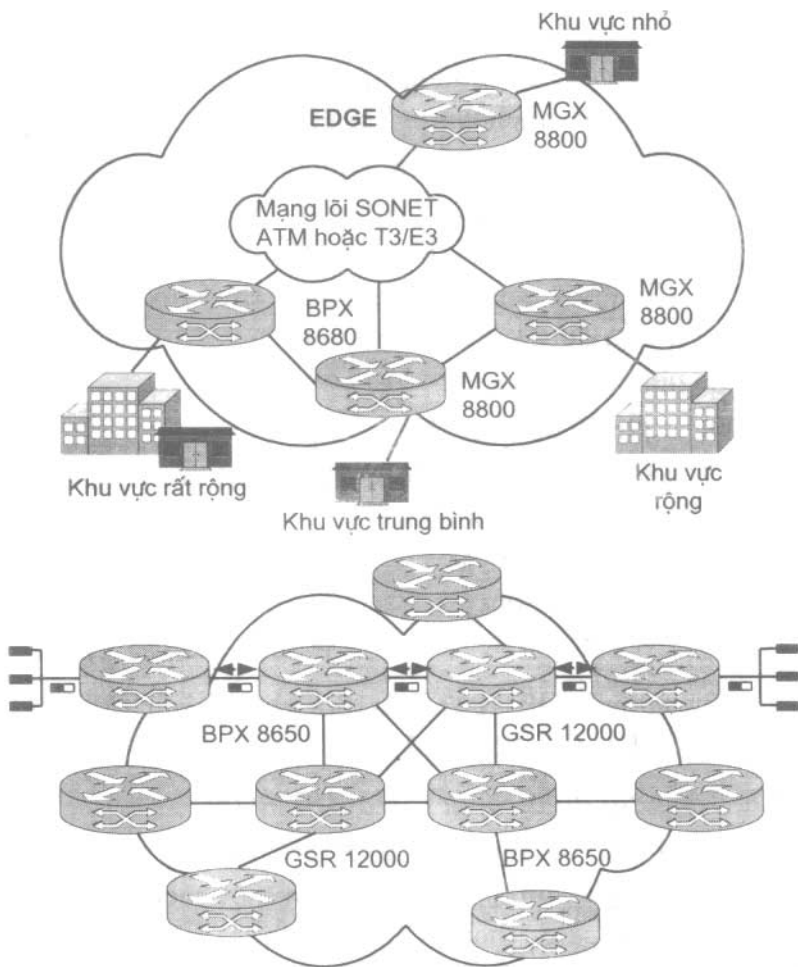 Khu vực nhỏ
EDGE
MGX
8800
Mạng lõi SONET
ATM hoặc T3/E3
BPX
8680
MGX
8800
MGX
8800
Khu vực rất rộng
Khu vực trung bình
Khu vực
rộng
BPX 8650
GSR 12000
GSR 12000
BPX 8650